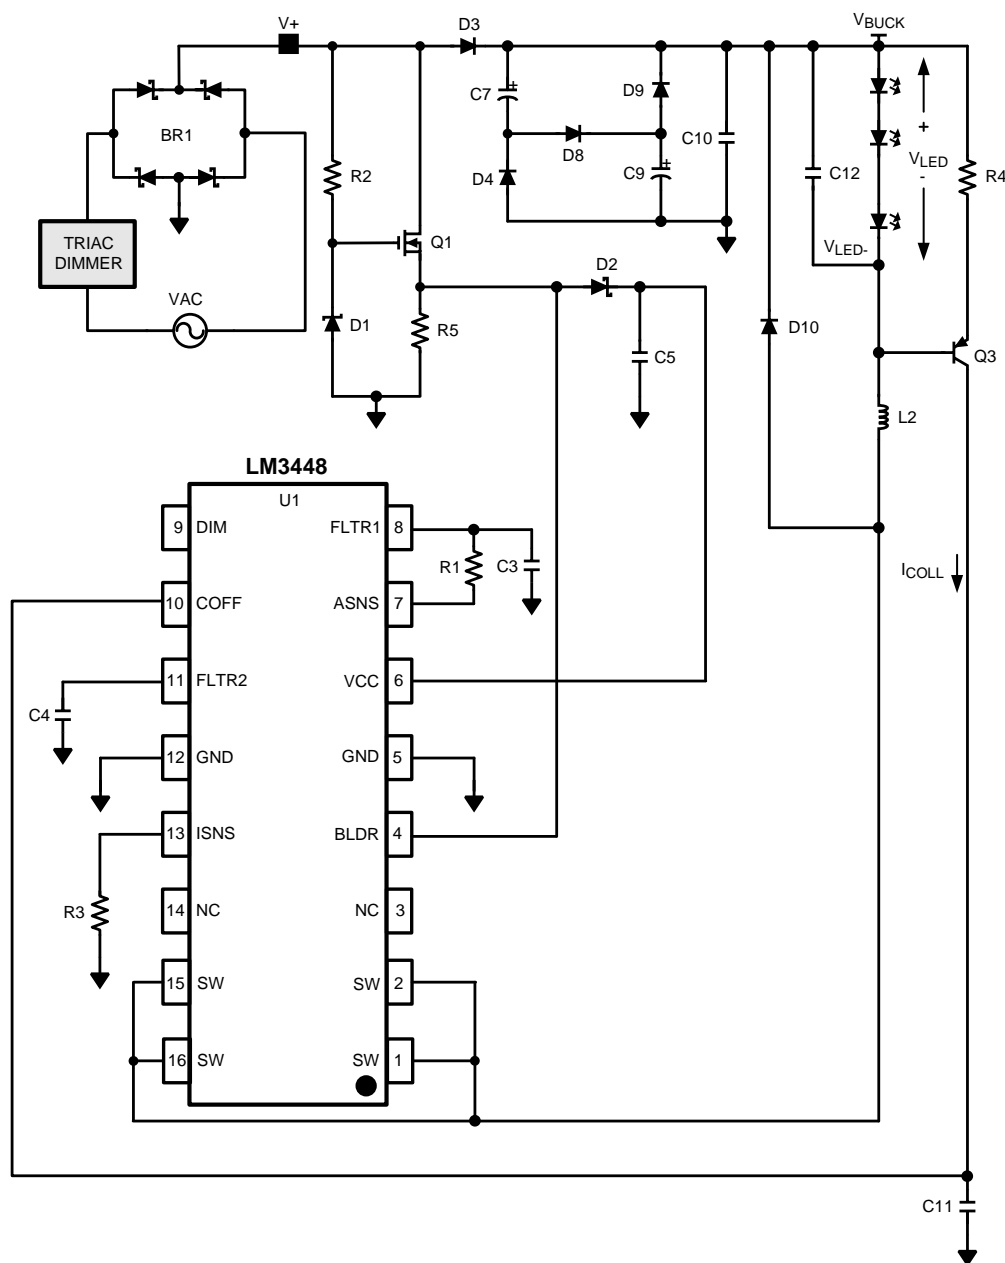 V+
D3
VBUCK
C7
D9
BR1
R2
D8
C10
C12
+
VLED
-
R4
D4
C9
TRIAC
DIMMER
Q1
VLED-
VAC
D2
D1
R5
D10
C5
Q3
L2
LM3448
U1
9 DIM
FLTR1 8
R1
C3
ICOLL
10 COFF
ASNS 7
11 FLTR2
VCC 6
C4
12 GND
GND 5
13 ISNS
BLDR 4
R3
14 NC
NC 3
15 SW
SW 2
16 SW
SW 1
C11